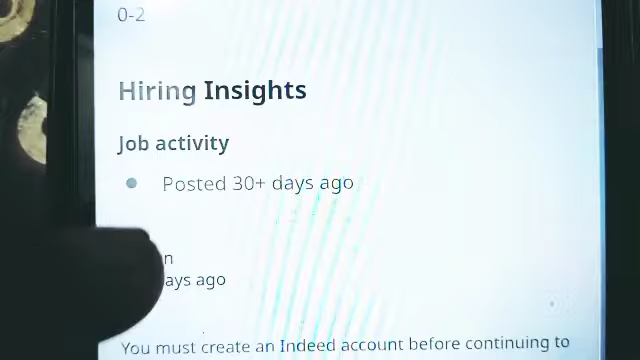 0-2
Hiring Insights
Job activity
Posted 30+ days ago
ago
You must create an Indeed account before continuing to